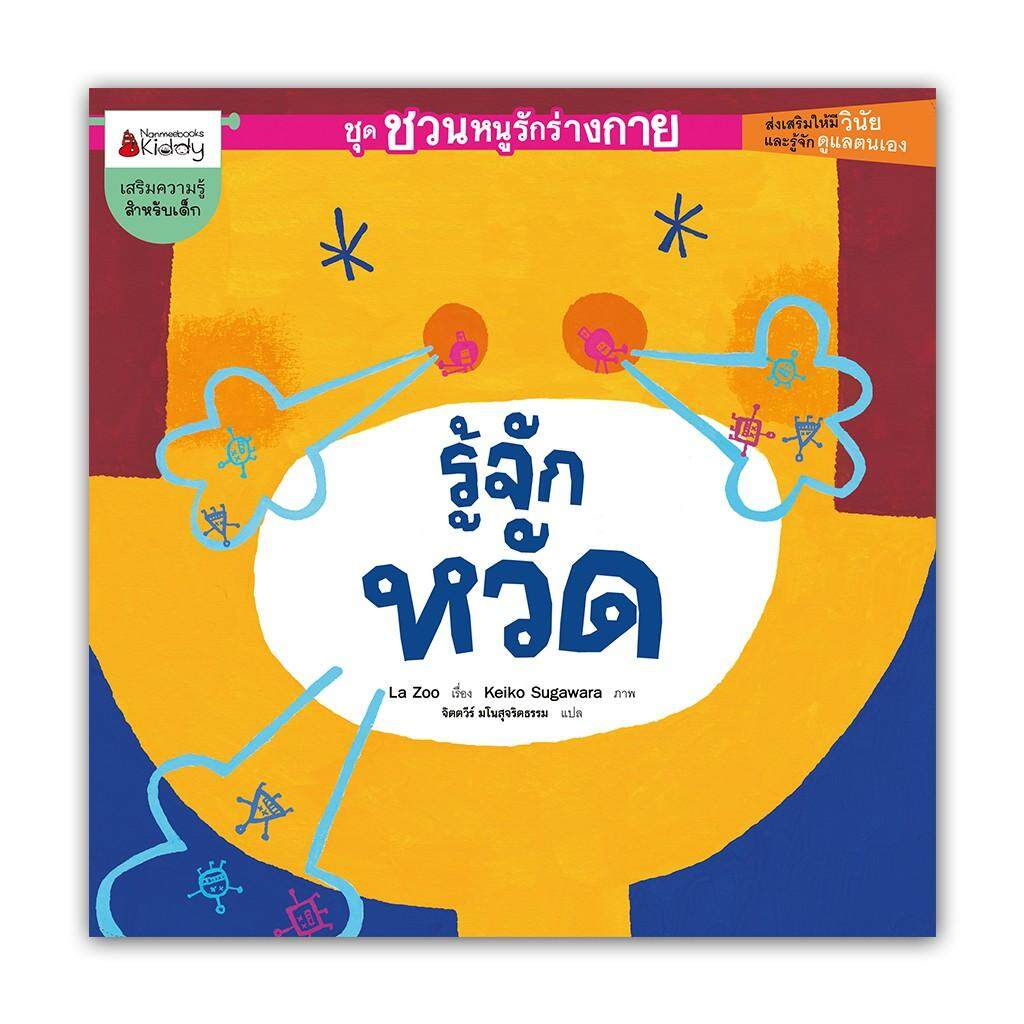 Nanmeebooks
Kiddy
เสริมความรู้
สำหรับเด็ก
ชุด ชวนหนูรักร่างกาย
ส่งเสริมให้มีวินัย
และรู้จักดูแลตนเอง
รู้จัก
หวัด
La Zoo เรื่อง Keiko Sugawara ภาพ
จิตตวีร์ มโนสุจริตธรรม แปล